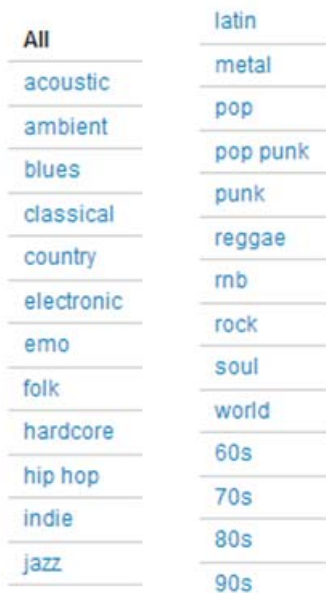 All
acoustic
ambient
blues
classical
country
electronic
emo
folk
hardcore
hip hop
indie
jazz
latin
metal
pop
pop punk
punk
reggae
rnb
rock
soul
world
60s
70s
80s
90s